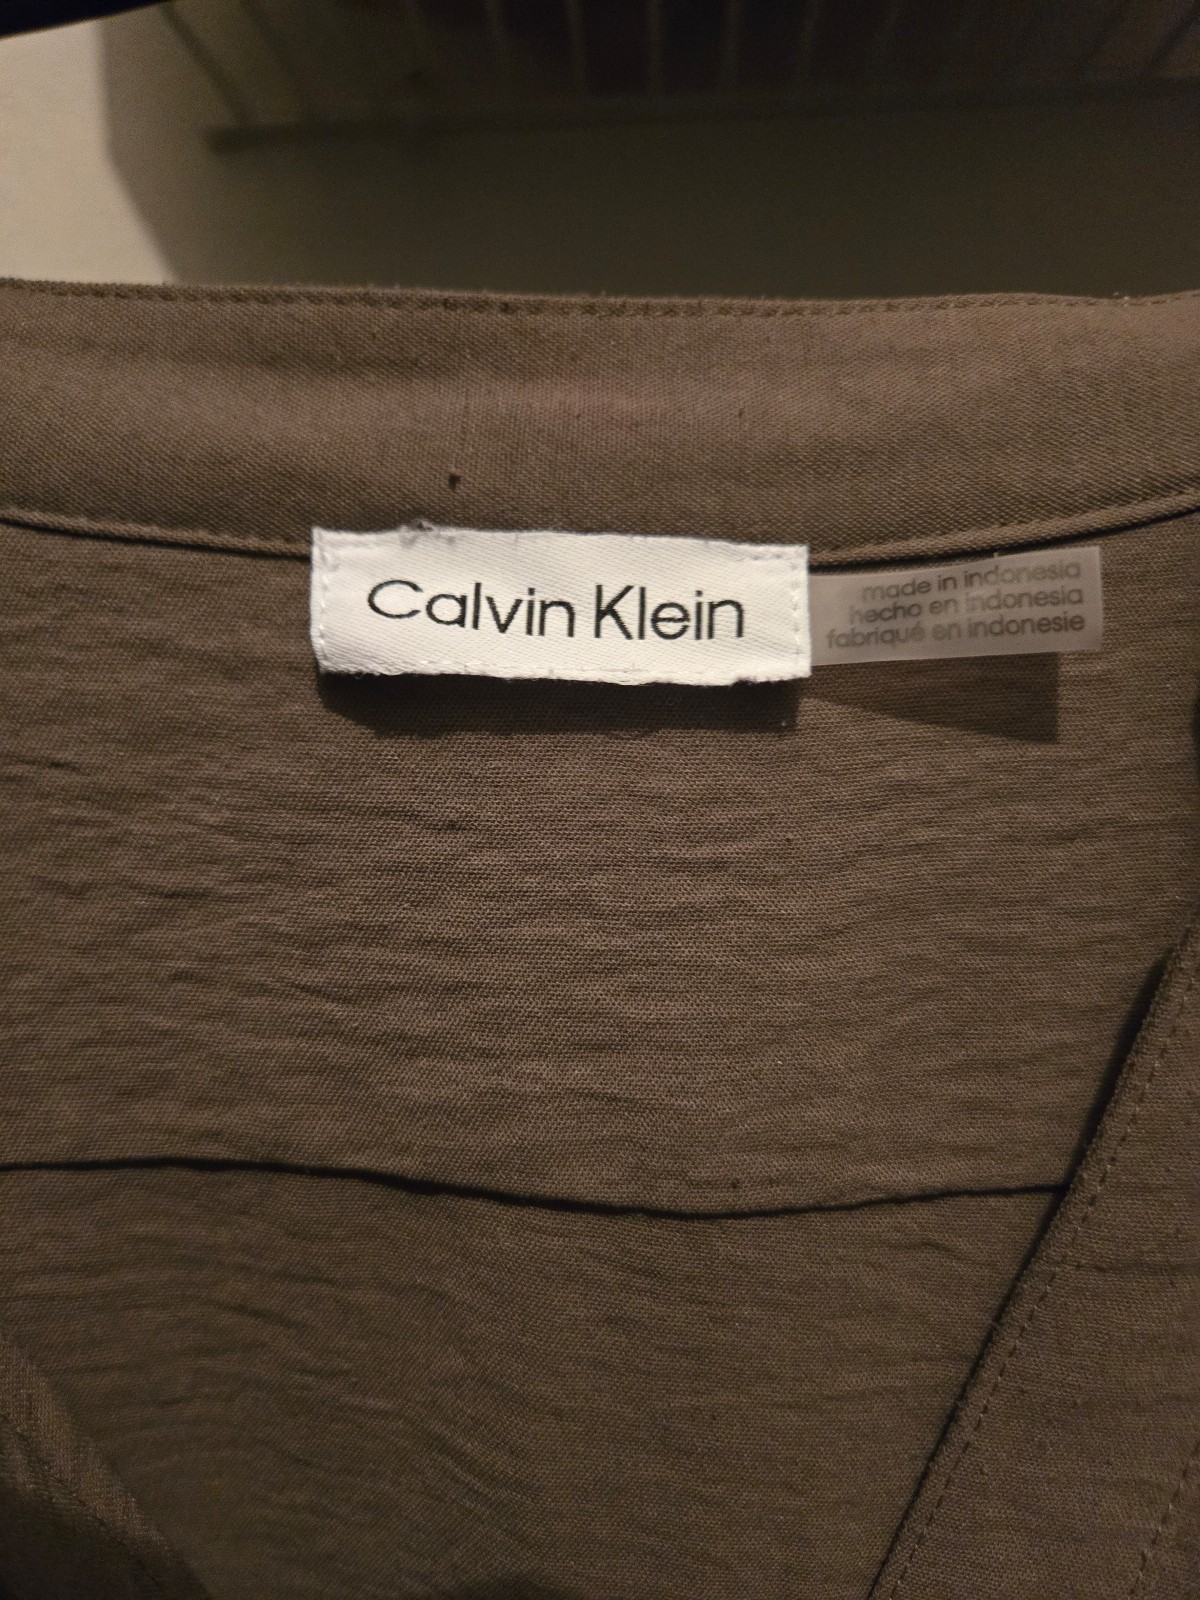 Calvin Klein
made in indonesia
hecho en indonesia
fabriqué en indonesie